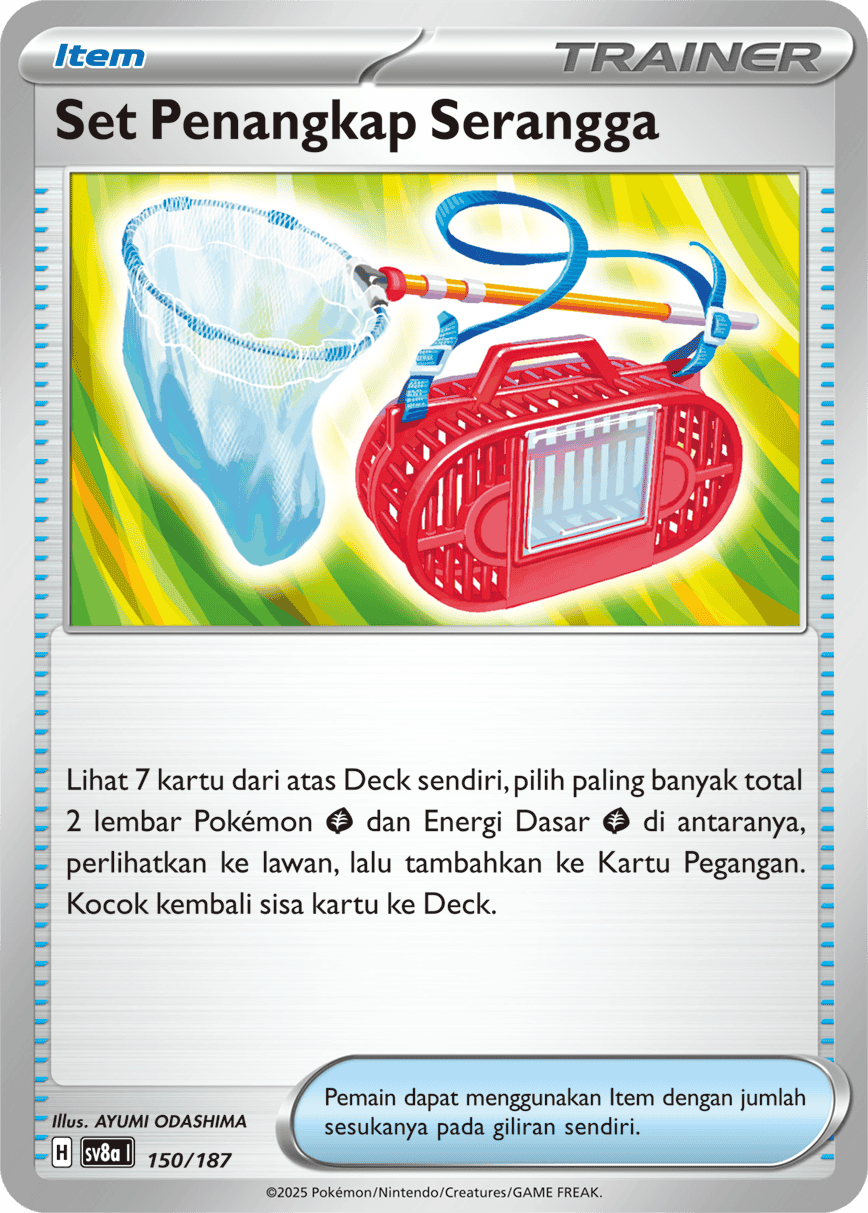 Item
TRAINER
Set Penangkap Serangga
Lihat 7 kartu dari atas Deck sendiri, pilih paling banyak total
2 lembar Pokémon dan Energi Dasar di antaranya,
perlihatkan ke lawan, lalu tambahkan ke Kartu Pegangan.
Kocok kembali sisa kartu ke Deck.
Pemain dapat menggunakan Item dengan jumlah
sesukanya pada giliran sendiri.
Illus. AYUMI ODASHIMA
H sv8a I 150/187
©2025 Pokémon/Nintendo/Creatures/GAME FREAK.